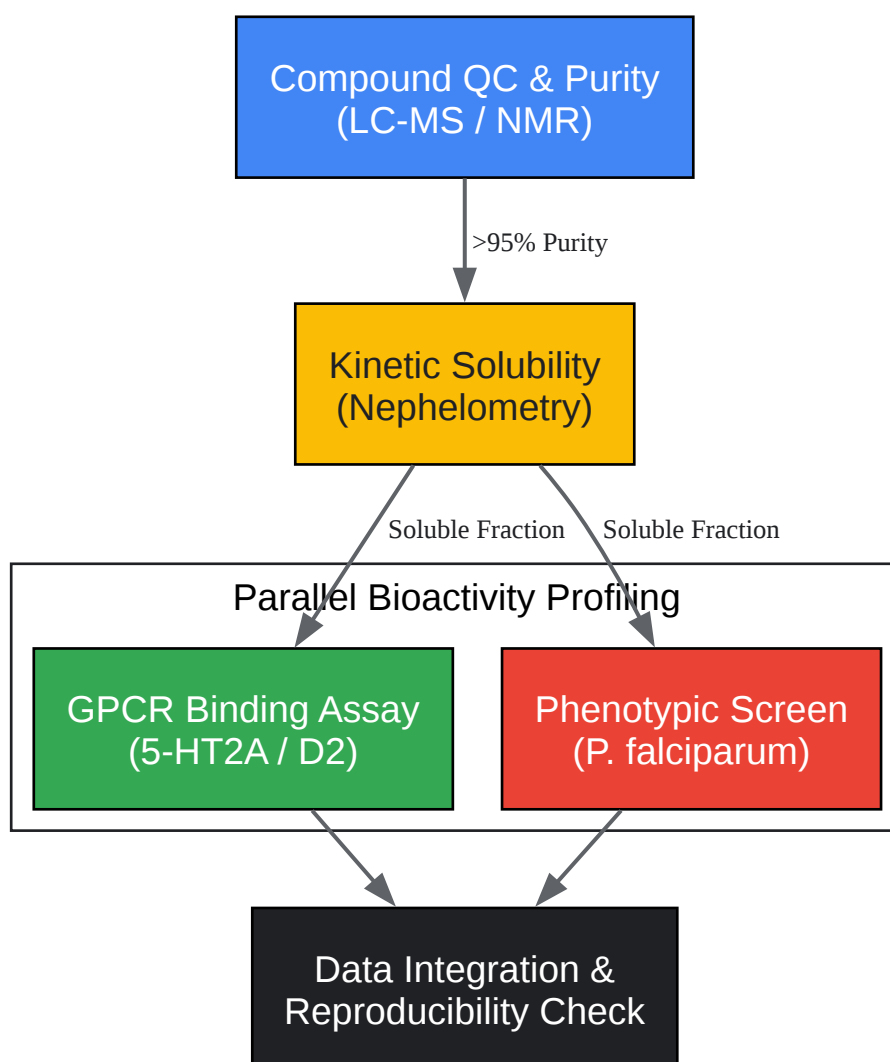 Compound QC & Purity
(LC-MS / NMR)
>95% Purity
Kinetic Solubility
(Nephelometry)
Soluble Fraction
Soluble Fraction
Parallel Bioactivity Profiling
GPCR Binding Assay
(5-HT2A / D2)
Phenotypic Screen
(P. falciparum)
Data Integration &
Reproducibility Check